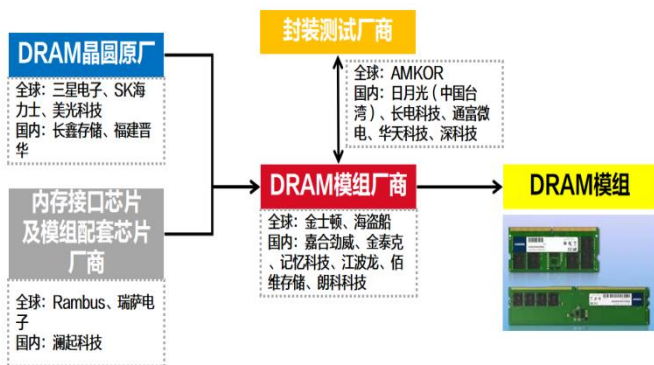 DRAM晶圆原厂
全球：三星电子、SK海
力士、美光科技
国内：长鑫存储、福建晋
华
内存接口芯片
及模组配套芯片
厂商
全球：Rambus、瑞萨电
子
国内：澜起科技
封装测试厂商
全球：AMKOR
国内：日月光（中国台
湾）、长电科技、通富微
电、华天科技、深科技
DRAM模组厂商
全球：金士顿、海盗船
国内：嘉合劲威、金泰克
、记忆科技、江波龙、佰
维存储、朗科科技
DRAM模组